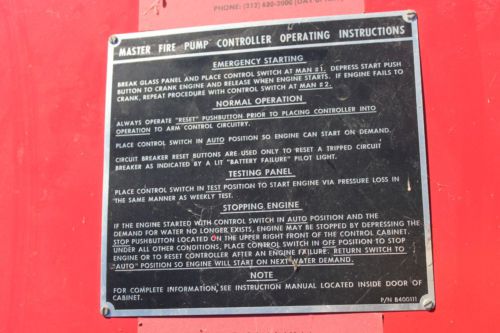 PHONE: (212) 620-2000 (DAY OR
MASTER FIRE PUMP CONTROLLER OPERATING INSTRUCTIONS
EMERGENCY STARTING
BREAK GLASS PANEL AND PLACE CONTROL SWITCH AT MAN #1, DEPRESS START PUSH
BUTTON TO CRANK ENGINE AND RELEASE WHEN ENGINE STARTS. IF ENGINE FAILS TO
CRANK, REPEAT PROCEDURE WITH CONTROL SWITCH AT MAN #2.
NORMAL OPERATION
ALWAYS OPERATE "RESET" PUSHBUTTON PRIOR TO PLACING CONTROLLER INTO
OPERATION TO ARM CONTROL CIRCUITRY.
PLACE CONTROL SWITCH IN AUTO POSITION SO ENGINE CAN START ON DEMAND.
CIRCUIT BREAKER RESET BUTTONS ARE USED ONLY TO RESET A TRIPPED CIRCUIT
BREAKER AS INDICATED BY A LIT "BATTERY FAILURE" PILOT LIGHT.
TESTING PANEL
PLACE CONTROL SWITCH IN TEST POSITION TO START ENGINE VIA PRESSURE LOSS IN
THE SAME MANNER AS WEEKLY TEST.
STOPPING ENGINE
IF THE ENGINE STARTED WITH CONTROL SWITCH IN AUTO POSITION AND THE
DEMAND FOR WATER NO LONGER EXISTS, ENGINE MAY BE STOPPED BY DEPRESSING THE
STOP PUSHBUTTON LOCATED ON THE UPPER RIGHT FRONT OF THE CONTROL CABINET.
UNDER ALL OTHER CONDITIONS, PLACE CONTROL SWITCH IN OFF POSITION TO STOP
ENGINE OR TO RESET CONTROLLER AFTER AN ENGINE FAILURE. RETURN SWITCH TO
"AUTO" POSITION SO ENGINE WILL START ON NEXT WATER DEMAND.
NOTE
FOR COMPLETE INFORMATION, SEE INSTRUCTION MANUAL LOCATED INSIDE DOOR OF
CABINET.
P/N B400111